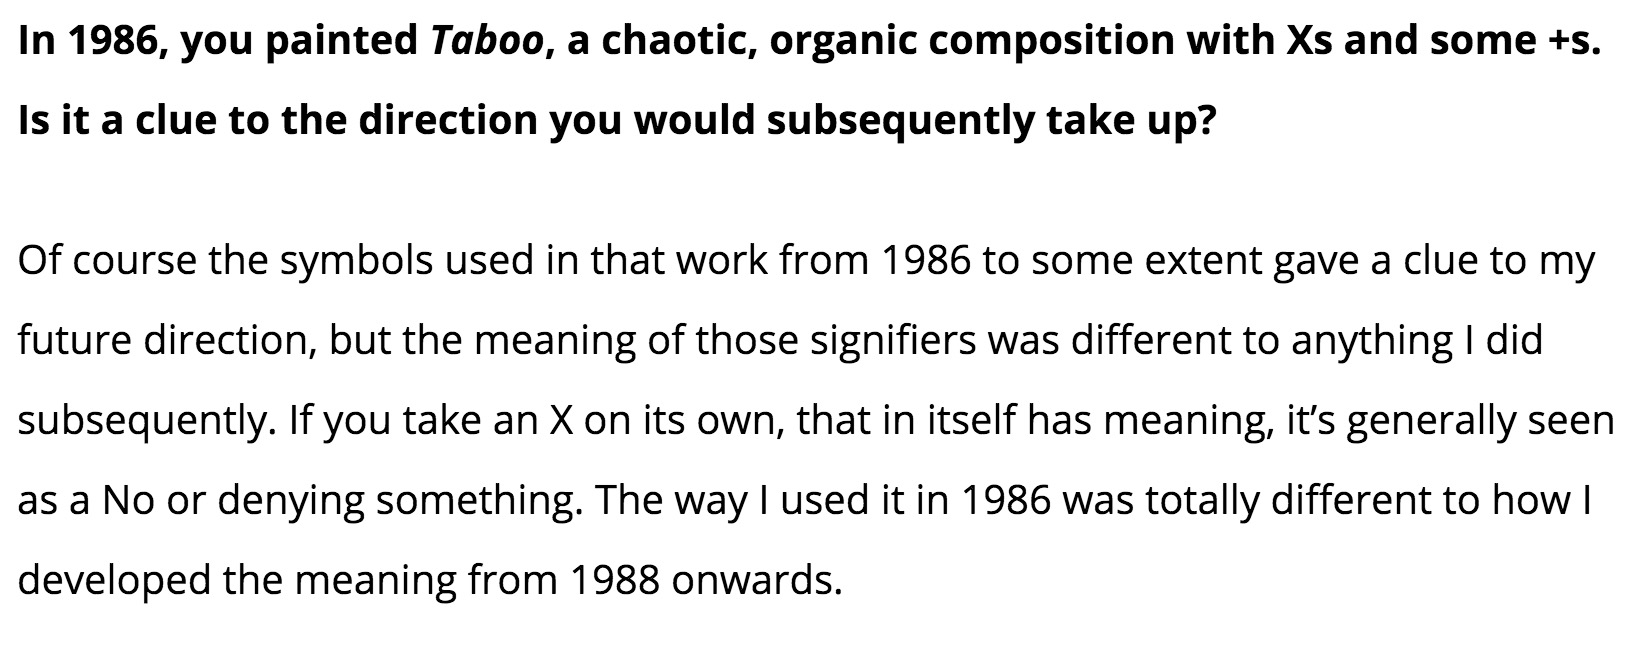 In 1986, you painted Taboo, a chaotic, organic composition with Xs and some +s.
Is it a clue to the direction you would subsequently take up?
Of course the symbols used in that work from 1986 to some extent gave a clue to my
future direction, but the meaning of those signifiers was different to anything I did
subsequently. If you take an X on its own, that in itself has meaning, it’s generally seen
as a No or denying something. The way I used it in 1986 was totally different to how I
developed the meaning from 1988 onwards.